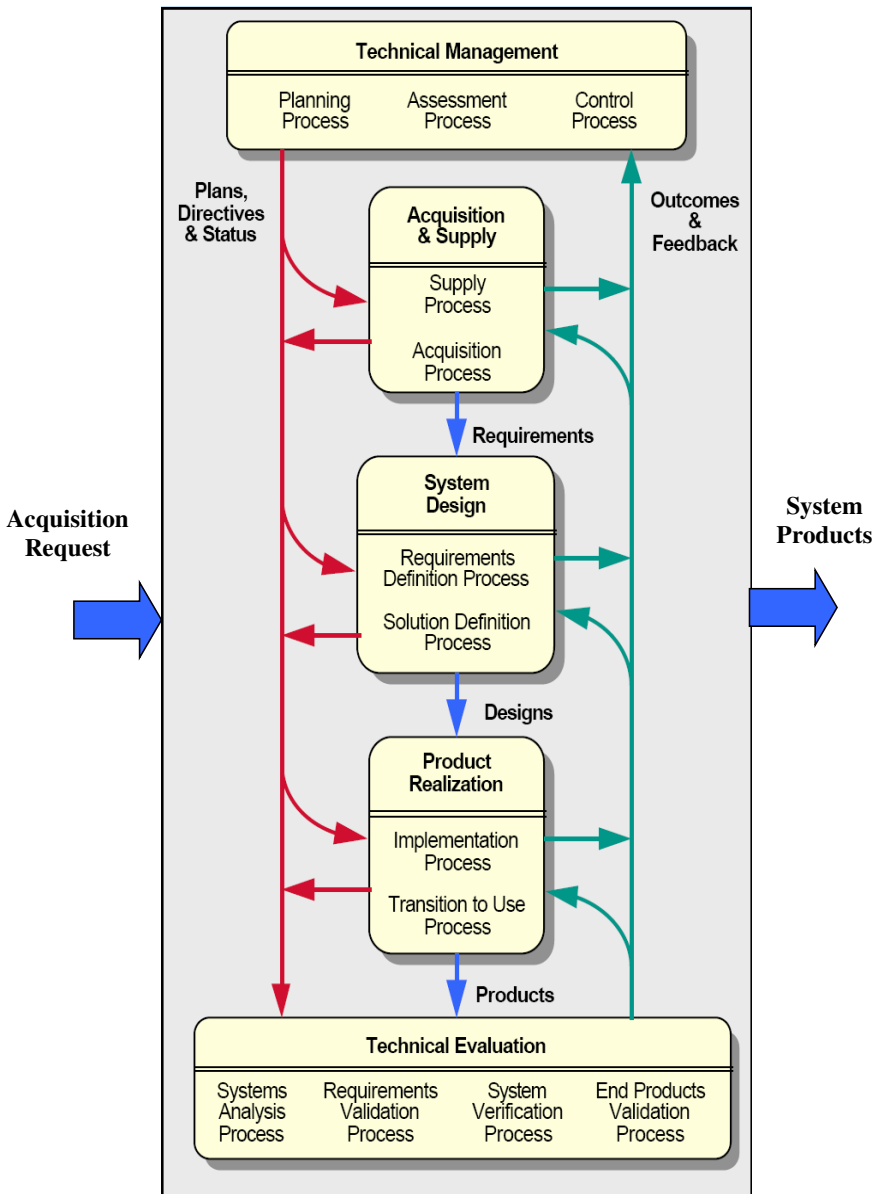 Technical Management
Planning
Process
Assessment
Process
Control
Process
Plans,
Directives
& Status
Outcomes
&
Feedback
Acquisition
& Supply
Supply
Process
Acquisition
Process
Requirements
System
Design
Requirements
Definition Process
Solution Definition
Process
Acquisition
Request
System
Products
Designs
Product
Realization
Implementation
Process
Transition to Use
Process
Products
Technical Evaluation
Systems
Analysis
Process
Requirements
Validation
Process
System
Verification
Process
End Products
Validation
Process